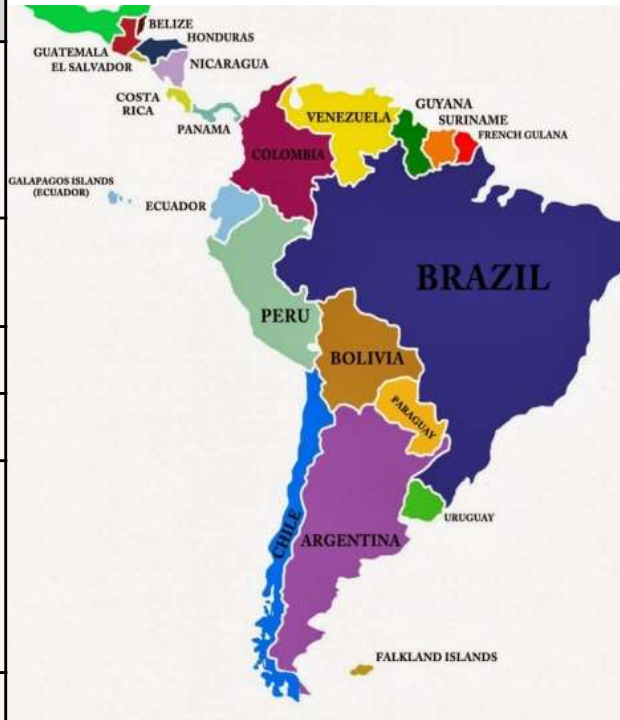 BELIZE
HONDURAS
GUATEMALA
EL SALVADOR
NICARAGUA
COSTA
RICA
PANAMA
VENEZUELA
GUYANA
SURINAME
FRENCH GULANA
COLOMBIA
GALAPAGOS ISLANDS
(ECUADOR)
ECUADOR
BRAZIL
PERU
BOLIVIA
PARAGUAY
URUGUAY
CHILE
ARGENTINA
FALKLAND ISLANDS